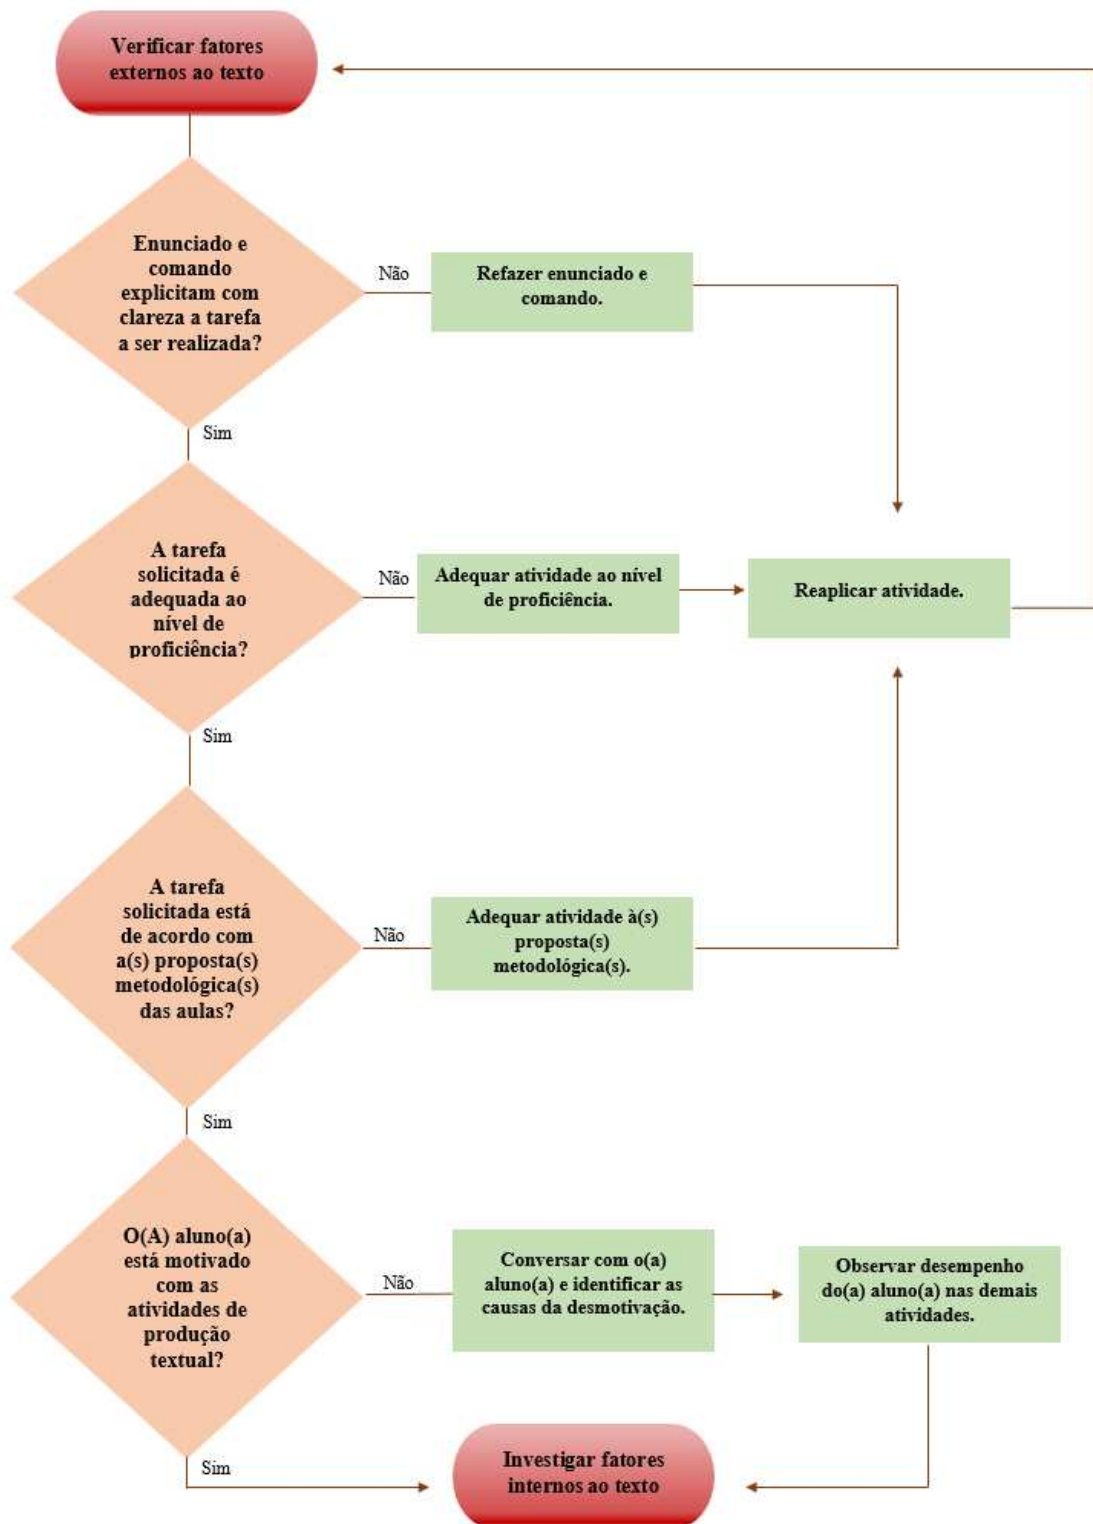 Verificar fatores
externos ao texto
Enunciado e
comando
explicitam com
clareza a tarefa
a ser realizada?
Não
Refazer enunciado e
comando.
Sim
A tarefa
solicitada é
adequada ao
nível de
proficiência?
Não
Adequar atividade ao nível
de proficiência.
Reaplicar atividade.
Sim
A tarefa
solicitada está
de acordo com
a(s) proposta(s)
metodológica(s)
das aulas?
Não
Adequar atividade à(s)
proposta(s)
metodológica(s).
Sim
O(A) aluno(a)
está motivado
com as
atividades de
produção
textual?
Não
Conversar com o(a)
aluno(a) e identificar as
causas da desmotivação.
Observar desempenho
do(a) aluno(a) nas demais
atividades.
Sim
Investigar fatores
internos ao texto